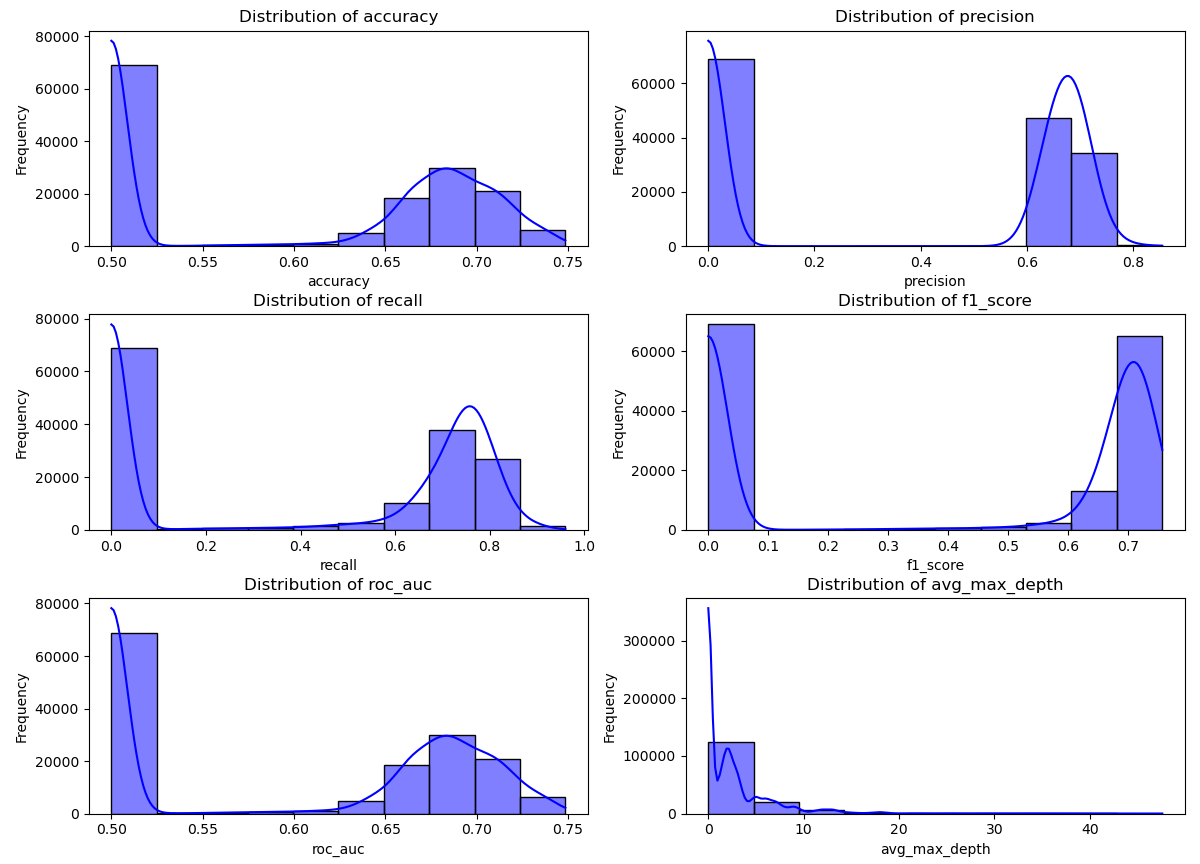 Distribution of accuracy
80000
60000
40000
20000
0
Frequency
0.50 0.55 0.60 0.65 0.70 0.75
accuracy
Distribution of precision
60000
40000
20000
0
Frequency
0.0 0.2 0.4 0.6 0.8
precision
Distribution of recall
80000
60000
40000
20000
0
Frequency
0.0 0.2 0.4 0.6 0.8 1.0
recall
Distribution of f1_score
60000
40000
20000
0
Frequency
0.0 0.1 0.2 0.3 0.4 0.5 0.6 0.7
f1_score
Distribution of roc_auc
80000
60000
40000
20000
0
Frequency
0.50 0.55 0.60 0.65 0.70 0.75
roc_auc
Distribution of avg_max_depth
300000
200000
100000
0
Frequency
0 10 20 30 40
avg_max_depth